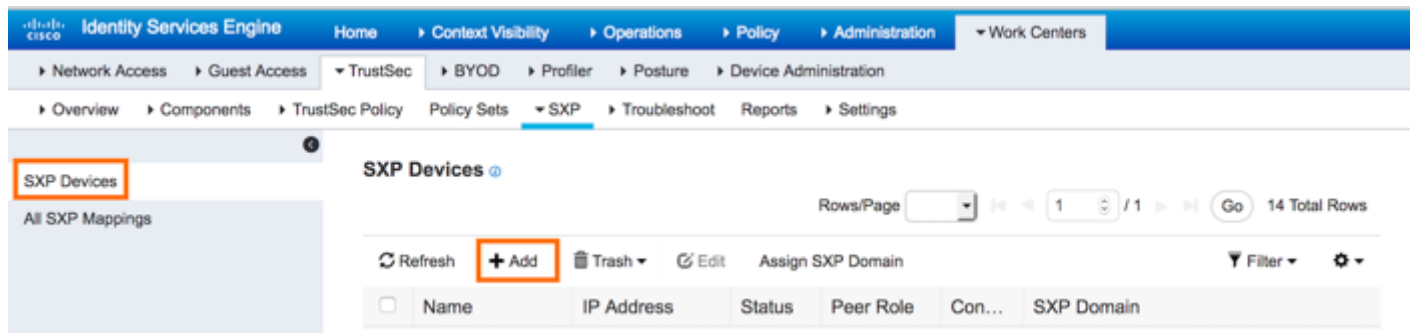 cisco Identity Services Engine Home Context Visibility Operations Policy Administration Work Centers
Network Access Guest Access TrustSec BYOD Profiler Posture Device Administration
Overview Components TrustSec Policy Policy Sets SXP Troubleshoot Reports Settings
SXP Devices
All SXP Mappings
SXP Devices
Rows/Page 1 / 1 Go 14 Total Rows
Refresh + Add Trash Edit Assign SXP Domain Filter
Name IP Address Status Peer Role Con... SXP Domain